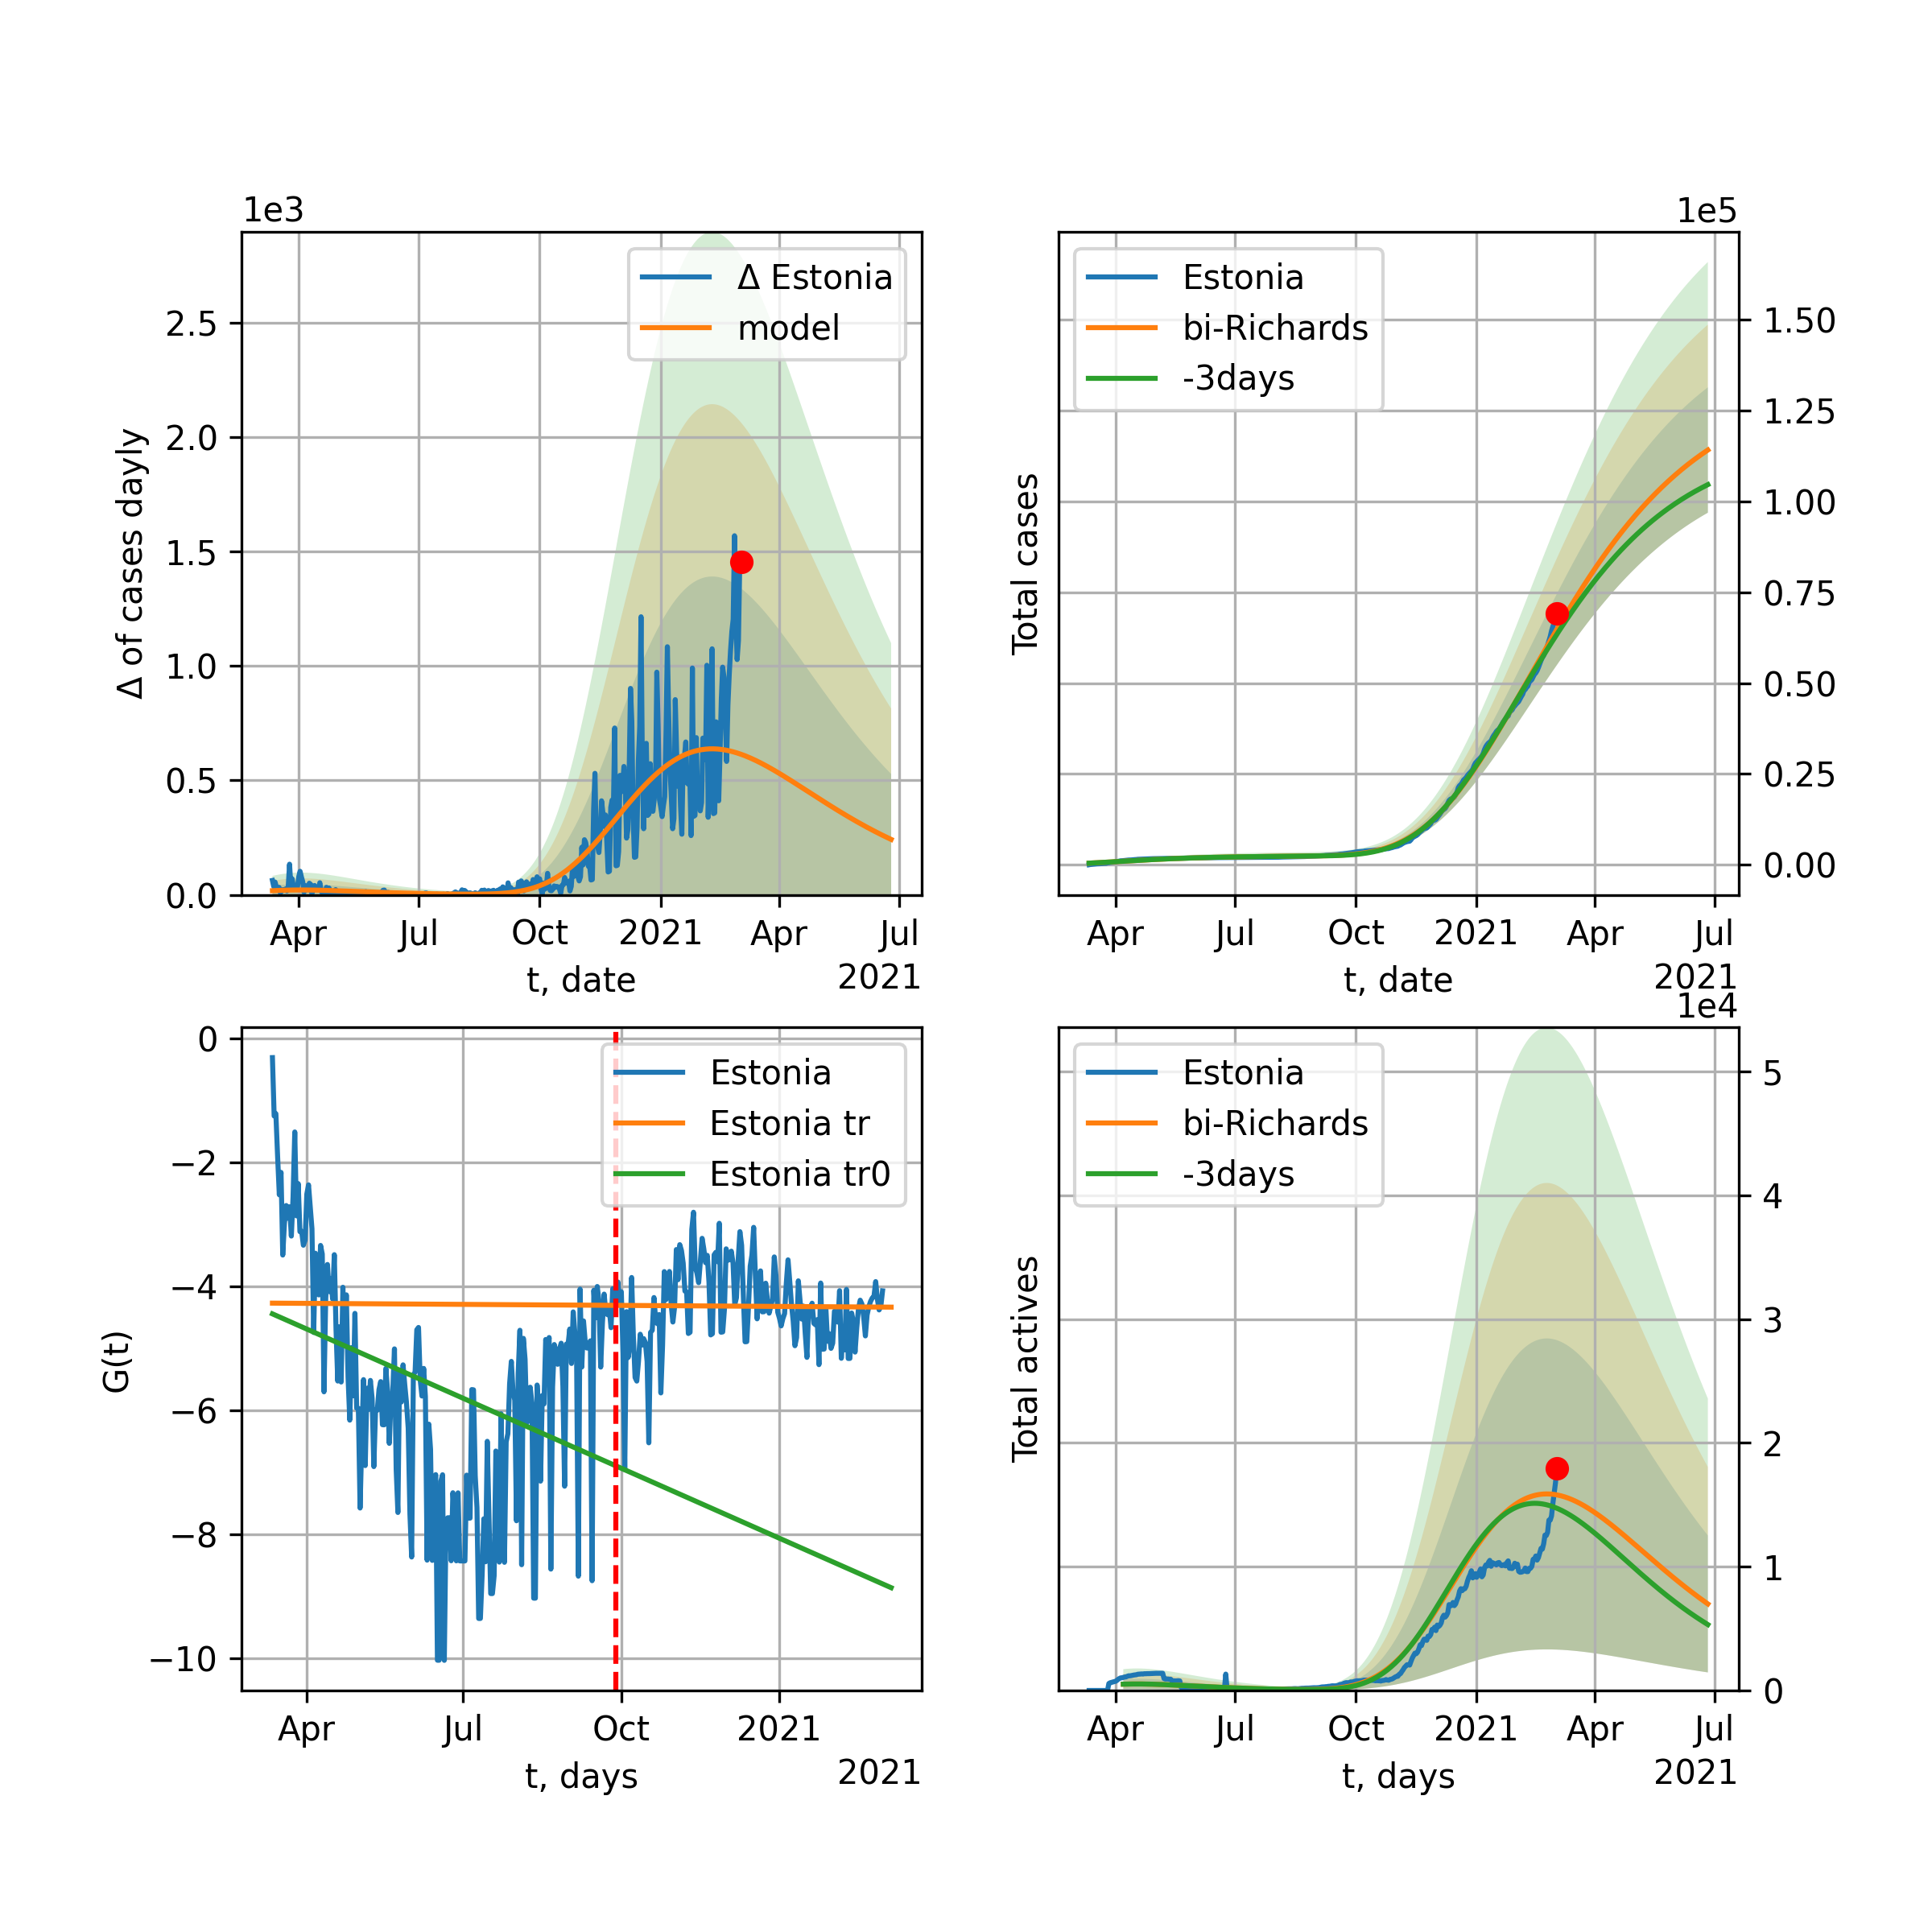 1e3
Δ of cases dayly
2.5
2.0
1.5
1.0
0.5
0.0
Δ Estonia
model
Apr Jul Oct 2021 Apr Jul
t, date
2021
1e5
Total cases
Estonia
bi-Richards
-3days
1.50
1.25
1.00
0.75
0.50
0.25
0.00
Apr Jul Oct 2021 Apr Jul
t, date
2021
G(t)
0
−2
−4
−6
−8
−10
Estonia
Estonia tr
Estonia tr0
Apr Jul Oct 2021
t, days
2021
1e4
Total actives
Estonia
bi-Richards
-3days
5
4
3
2
1
0
Apr Jul Oct 2021 Apr Jul
t, days
2021